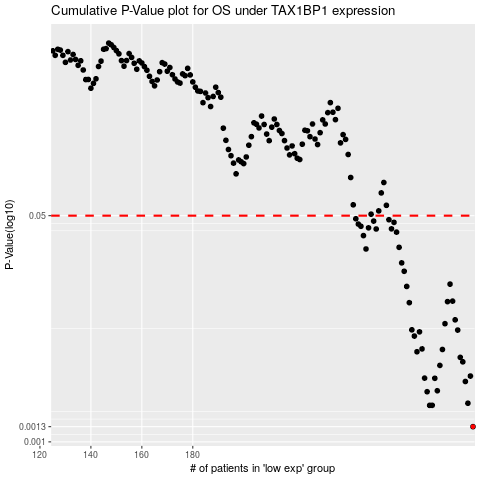 Cumulative P-Value plot for OS under TAX1BP1 expression
P-Value(log10)
0.05
0.0013
0.001
120 140 160 180
# of patients in 'low exp' group